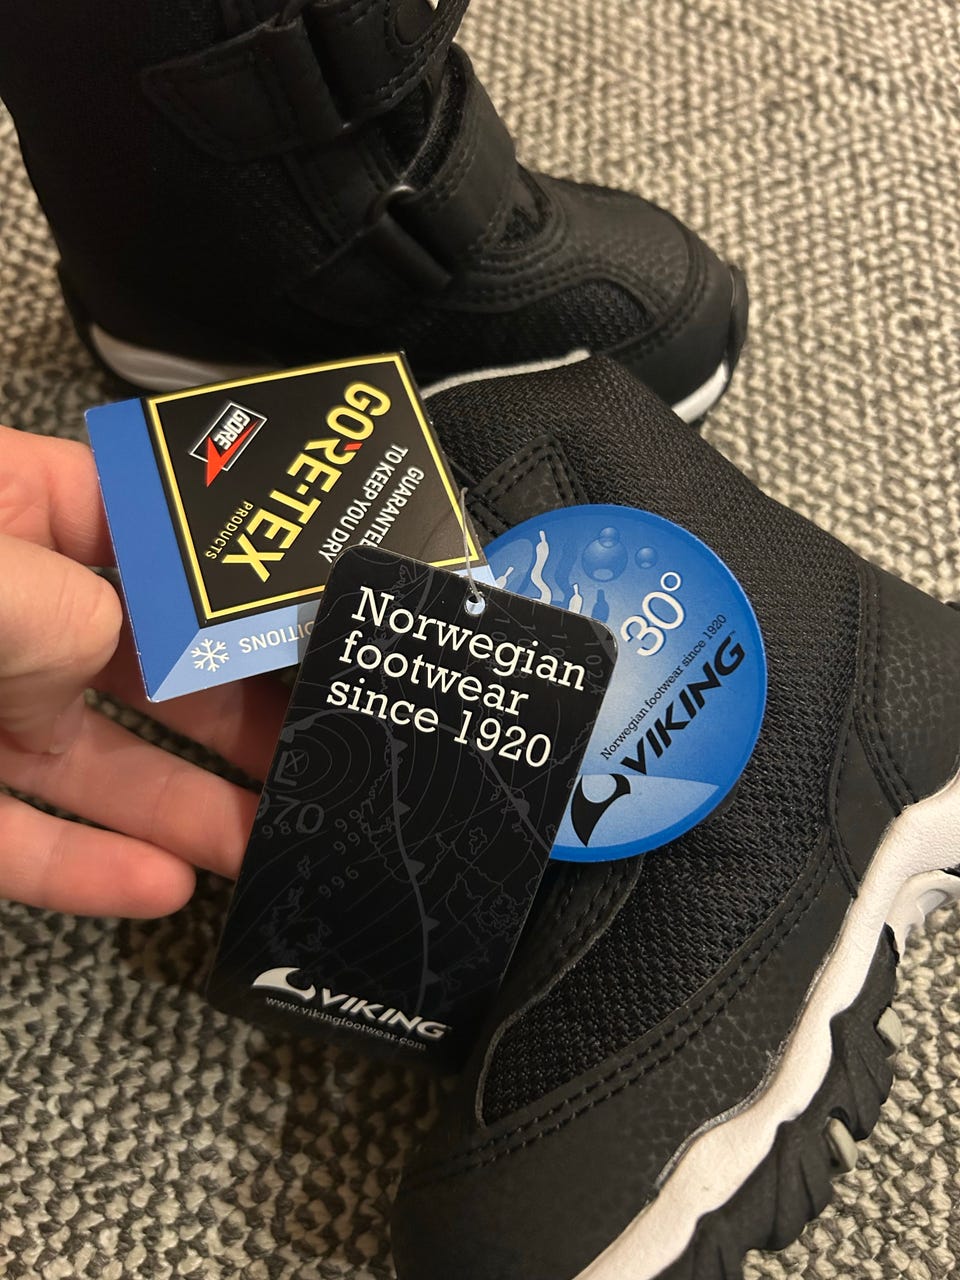 GORE
GORE-TEX
PRODUCTS
GUARANTEED
TO KEEP YOU DRY
DITIONS
Norwegian
footwear
since 1920
VIKING
www.vikingfootwear.com
30°
Norwegian footwear since 1920
VIKING